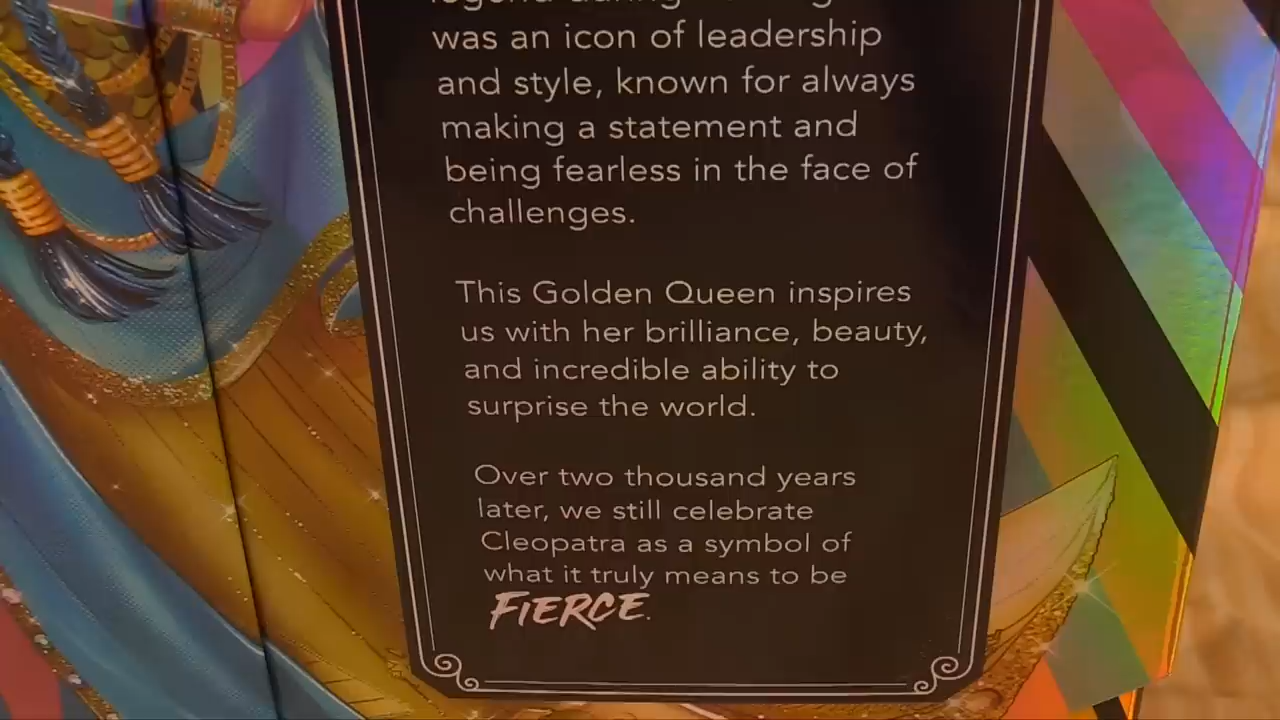 was an icon of leadership
and style, known for always
making a statement and
being fearless in the face of
challenges.
This Golden Queen inspires
us with her brilliance, beauty,
and incredible ability to
surprise the world.
Over two thousand years
later, we still celebrate
Cleopatra as a symbol of
what it truly means to be
FIERCE.